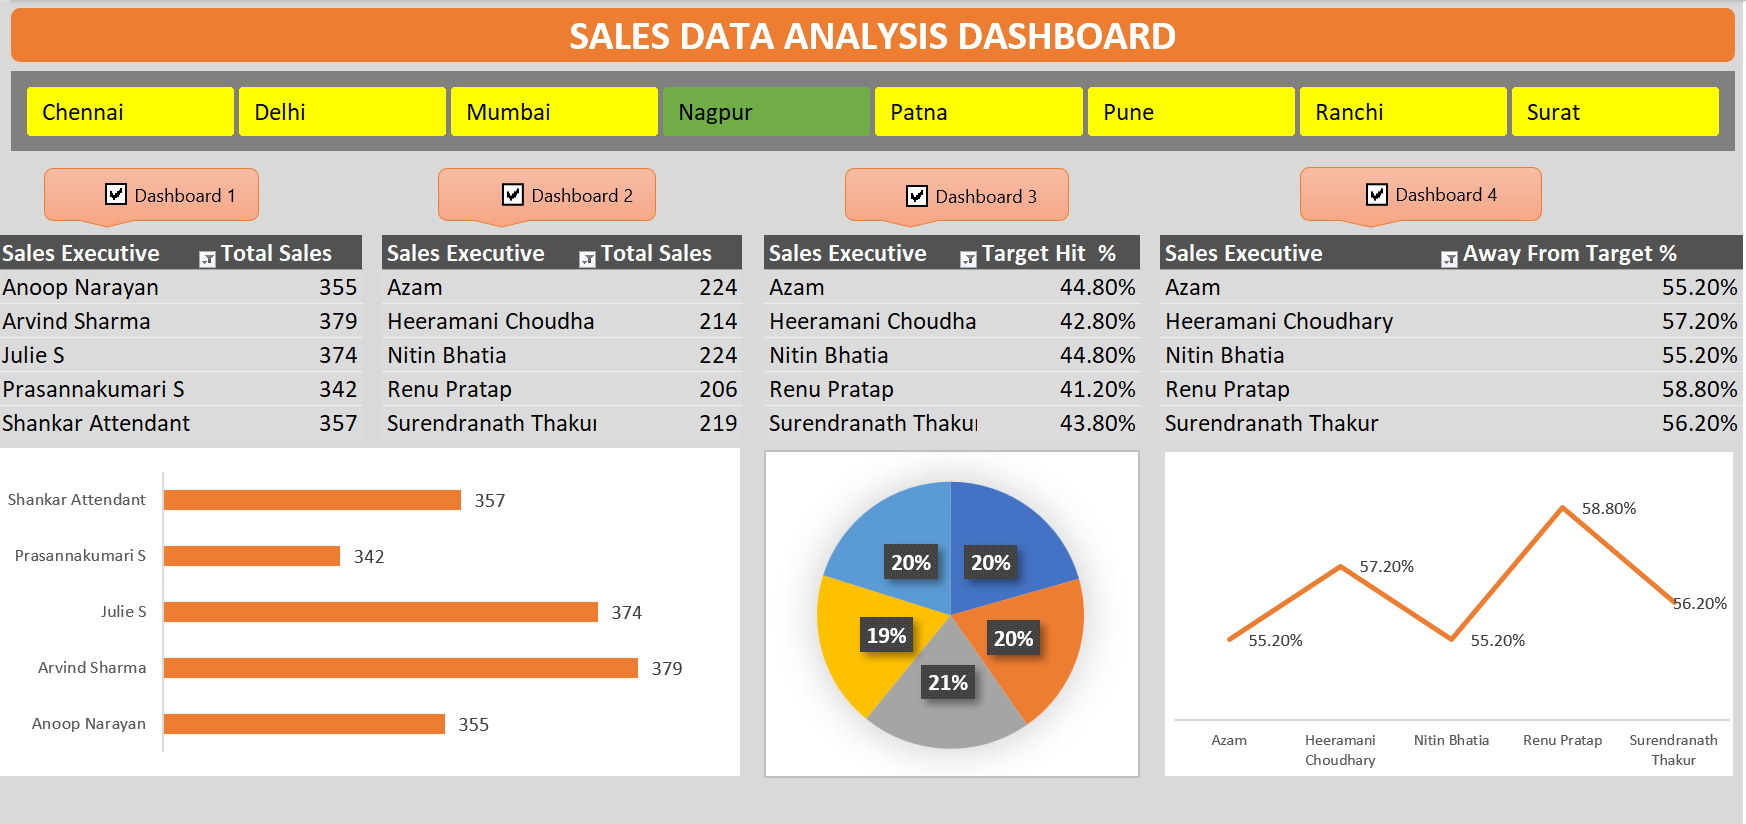 SALES DATA ANALYSIS DASHBOARD
Chennai Delhi Mumbai Nagpur Patna Pune Ranchi Surat
Dashboard 1 Dashboard 2 Dashboard 3 Dashboard 4
Sales Executive Total Sales Sales Executive Total Sales Sales Executive Target Hit % Sales Executive Away From Target %
Anoop Narayan 355 Azam 224 Azam 44.80% Azam 55.20%
Arvind Sharma 379 Heeramani Choudha 214 Heeramani Choudha 42.80% Heeramani Choudhary 57.20%
Julie S 374 Nitin Bhatia 224 Nitin Bhatia 44.80% Nitin Bhatia 55.20%
Prasannakumari S 342 Renu Pratap 206 Renu Pratap 41.20% Renu Pratap 58.80%
Shankar Attendant 357 Surendranath Thakur 219 Surendranath Thakur 43.80% Surendranath Thakur 56.20%
Shankar Attendant 357
Prasannakumari S 342
Julie S 374
Arvind Sharma 379
Anoop Narayan 355
20% 20%
19% 20%
21%
58.80%
57.20%
56.20%
55.20% 55.20%
Azam Heeramani Nitin Bhatia Renu Pratap Surendranath
Choudhary Thakur